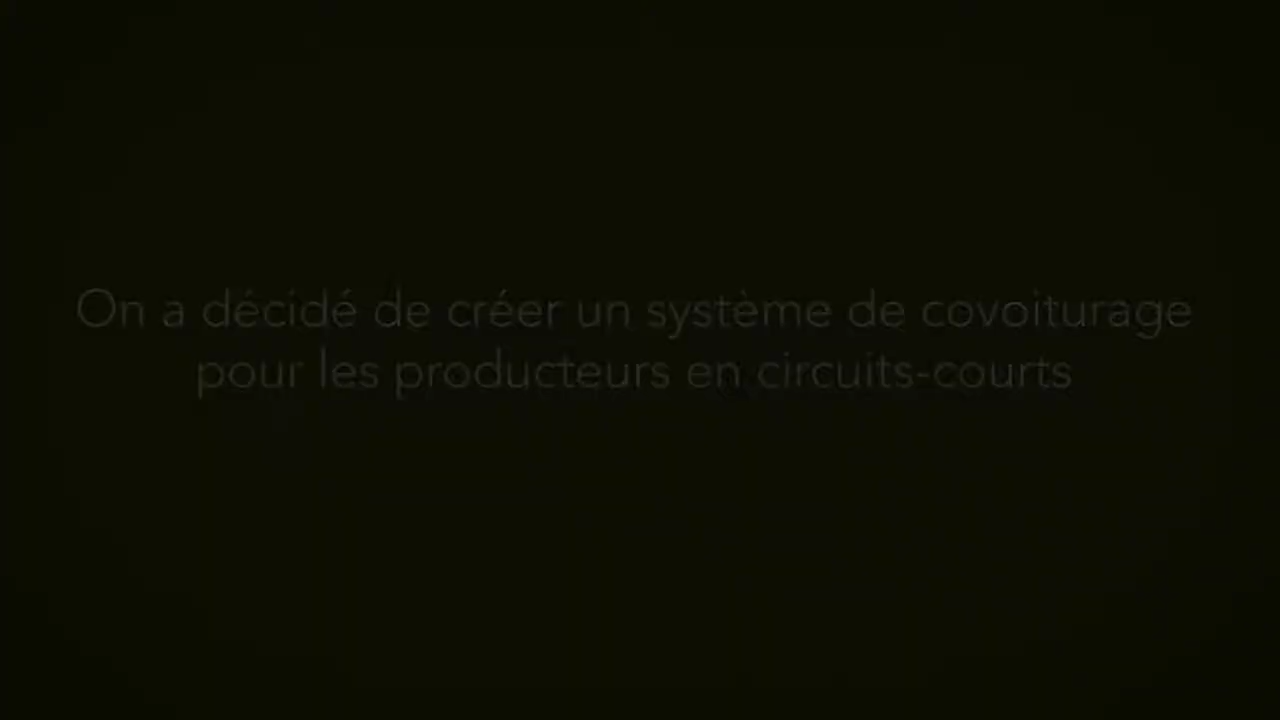 On a décidé de créer un système de covoiturage
pour les producteurs en circuits-courts